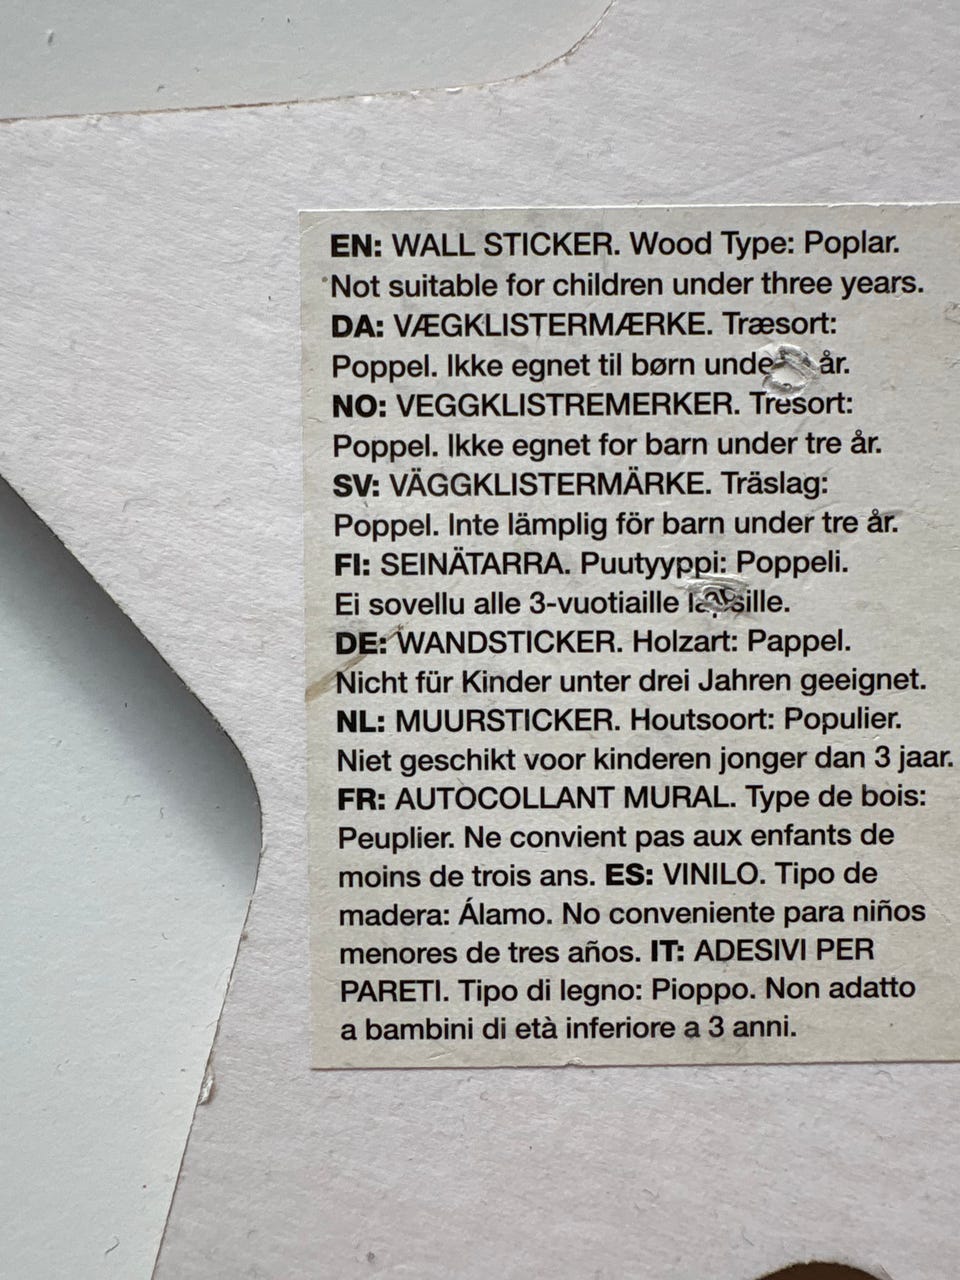 EN: WALL STICKER. Wood Type: Poplar.
Not suitable for children under three years.
DA: VÆGKLISTERMÆRKE. Træsort:
Poppel. Ikke egnet til børn år.
NO: VEGGKLISTREMERKER. Tresort:
Poppel. Ikke egnet for barn under tre år.
SV: VÄGGKLISTERMÄRKE. Träslag:
Poppel. Inte lämplig för barn under tre år.
FI: SEINÄTARRA. Puutyyppi: Poppeli.
Ei sovellu alle 3-vuotiaille
DE: WANDSTICKER. Holzart: Pappel.
Nicht für Kinder unter drei Jahren geeignet.
NL: MUURSTICKER. Houtsoort: Populier.
Niet geschikt voor kinderen jonger dan 3 jaar.
FR: AUTOCOLLANT MURAL. Type de bois:
Peuplier. Ne convient pas aux enfants de
moins de trois ans. ES: VINILO. Tipo de
madera: Álamo. No conveniente para niños
menores de tres años. IT: ADESIVI PER
PARETI. Tipo di legno: Pioppo. Non adatto
a bambini di età inferiore a 3 anni.